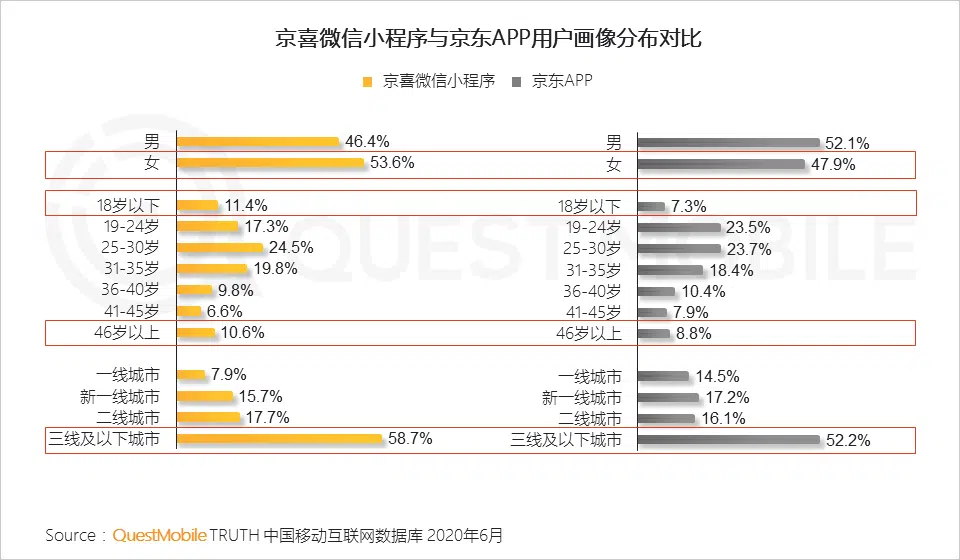 京喜微信小程序与京东APP用户画像分布对比
京喜微信小程序 京东APP
男 46.4% 男 52.1%
女 53.6% 女 47.9%
18岁以下 11.4% 18岁以下 7.3%
19-24岁 17.3% 19-24岁 23.5%
25-30岁 24.5% 25-30岁 23.7%
31-35岁 19.8% 31-35岁 18.4%
36-40岁 9.8% 36-40岁 10.4%
41-45岁 6.6% 41-45岁 7.9%
46岁以上 10.6% 46岁以上 8.8%
一线城市 7.9% 一线城市 14.5%
新一线城市 15.7% 新一线城市 17.2%
二线城市 17.7% 二线城市 16.1%
三线及以下城市 58.7% 三线及以下城市 52.2%
QUESTMOBILE
Source：QuestMobile TRUTH 中国移动互联网数据库 2020年6月